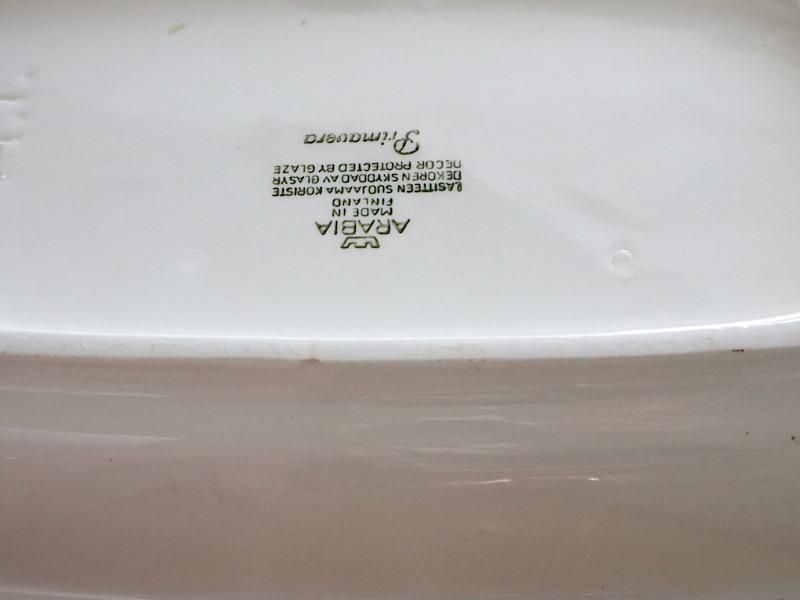 ARABIA
MADE IN
FINLAND
LASITTEEN SUOJAAMA KORISTE
DEKOREN SKYDDAD AV GLASYR
DECOR PROTECTED BY GLAZE
Primavera